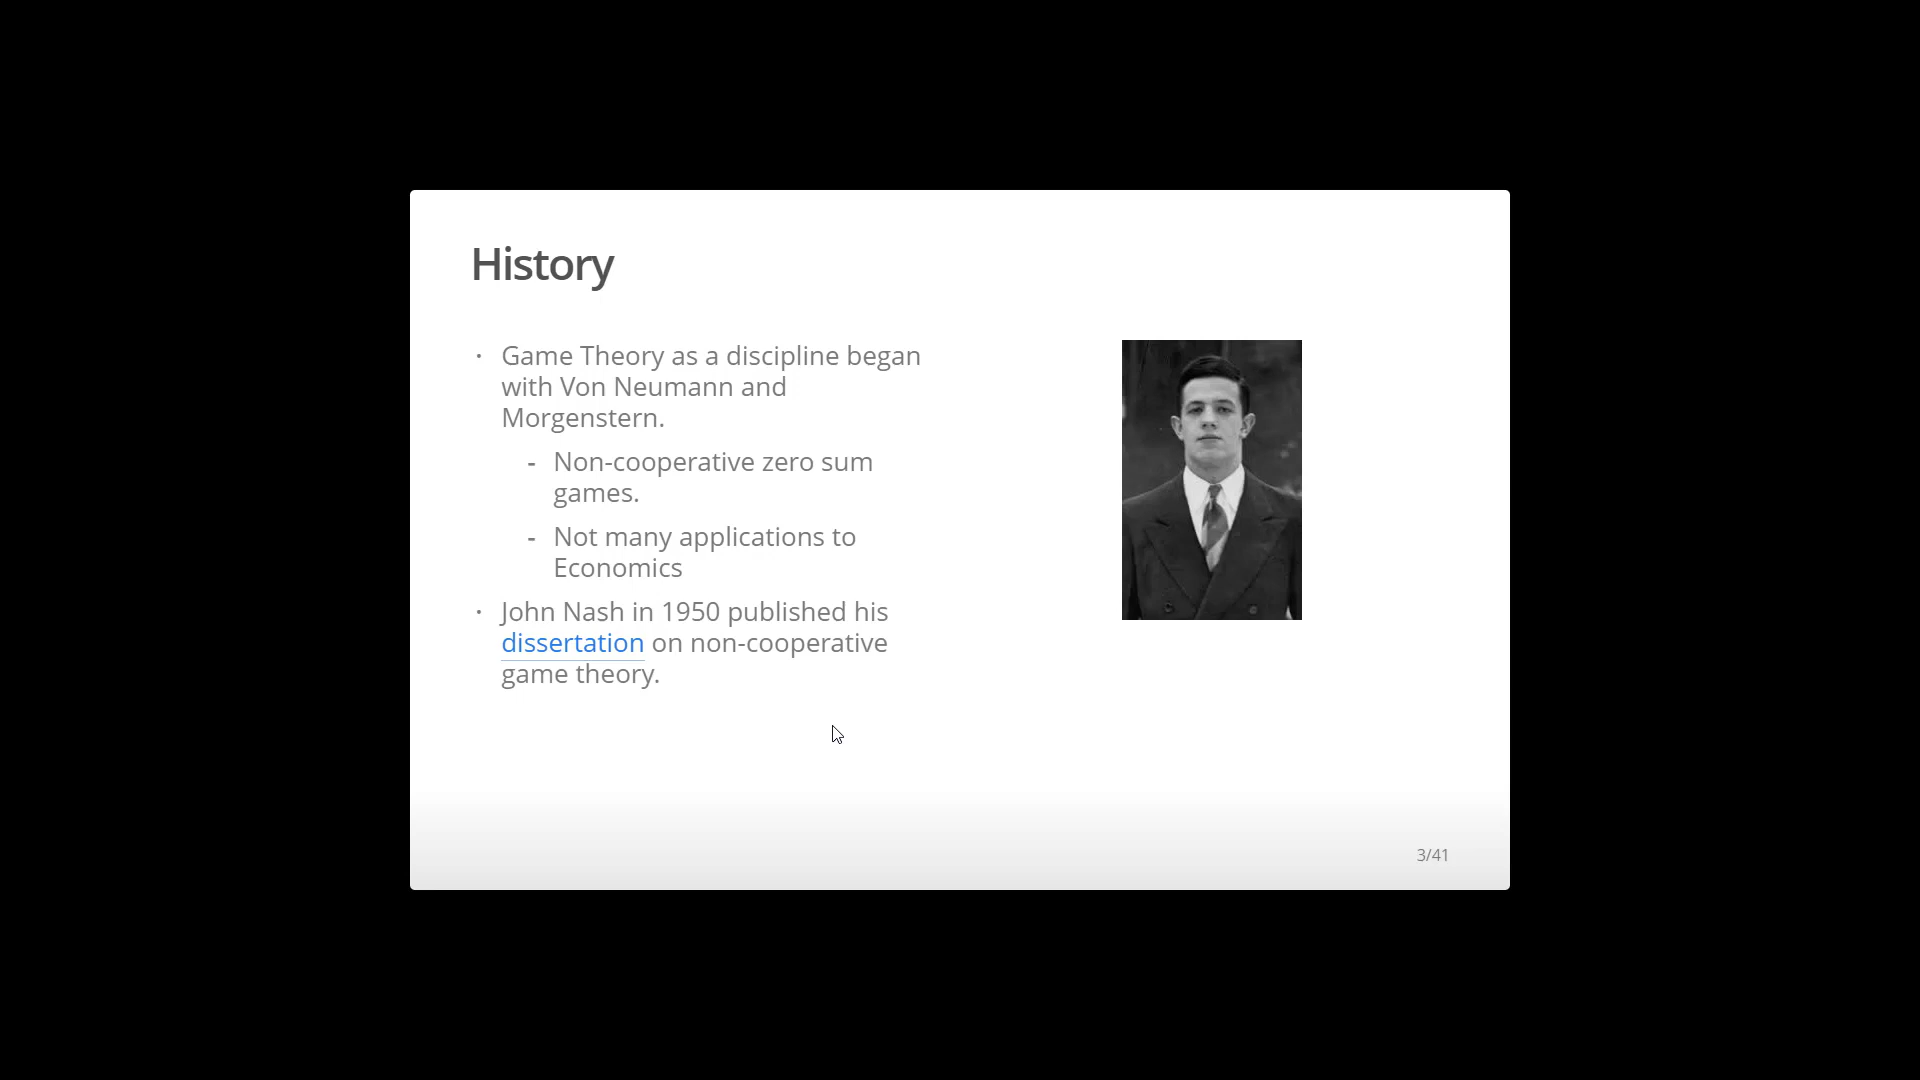 History
· Game Theory as a discipline began
with Von Neumann and
Morgenstern.
- Non-cooperative zero sum
games.
- Not many applications to
Economics
· John Nash in 1950 published his
dissertation on non-cooperative
game theory.
3/41